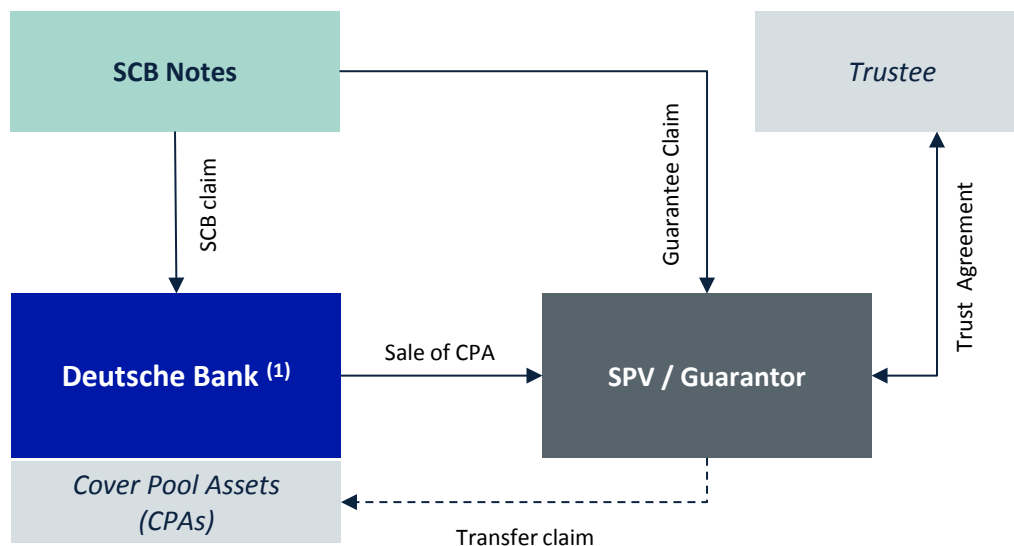 SCB Notes
Trustee
SCB claim
Guarantee Claim
Trust Agreement
Deutsche Bank (1)
Sale of CPA
SPV / Guarantor
Cover Pool Assets
(CPAs)
Transfer claim